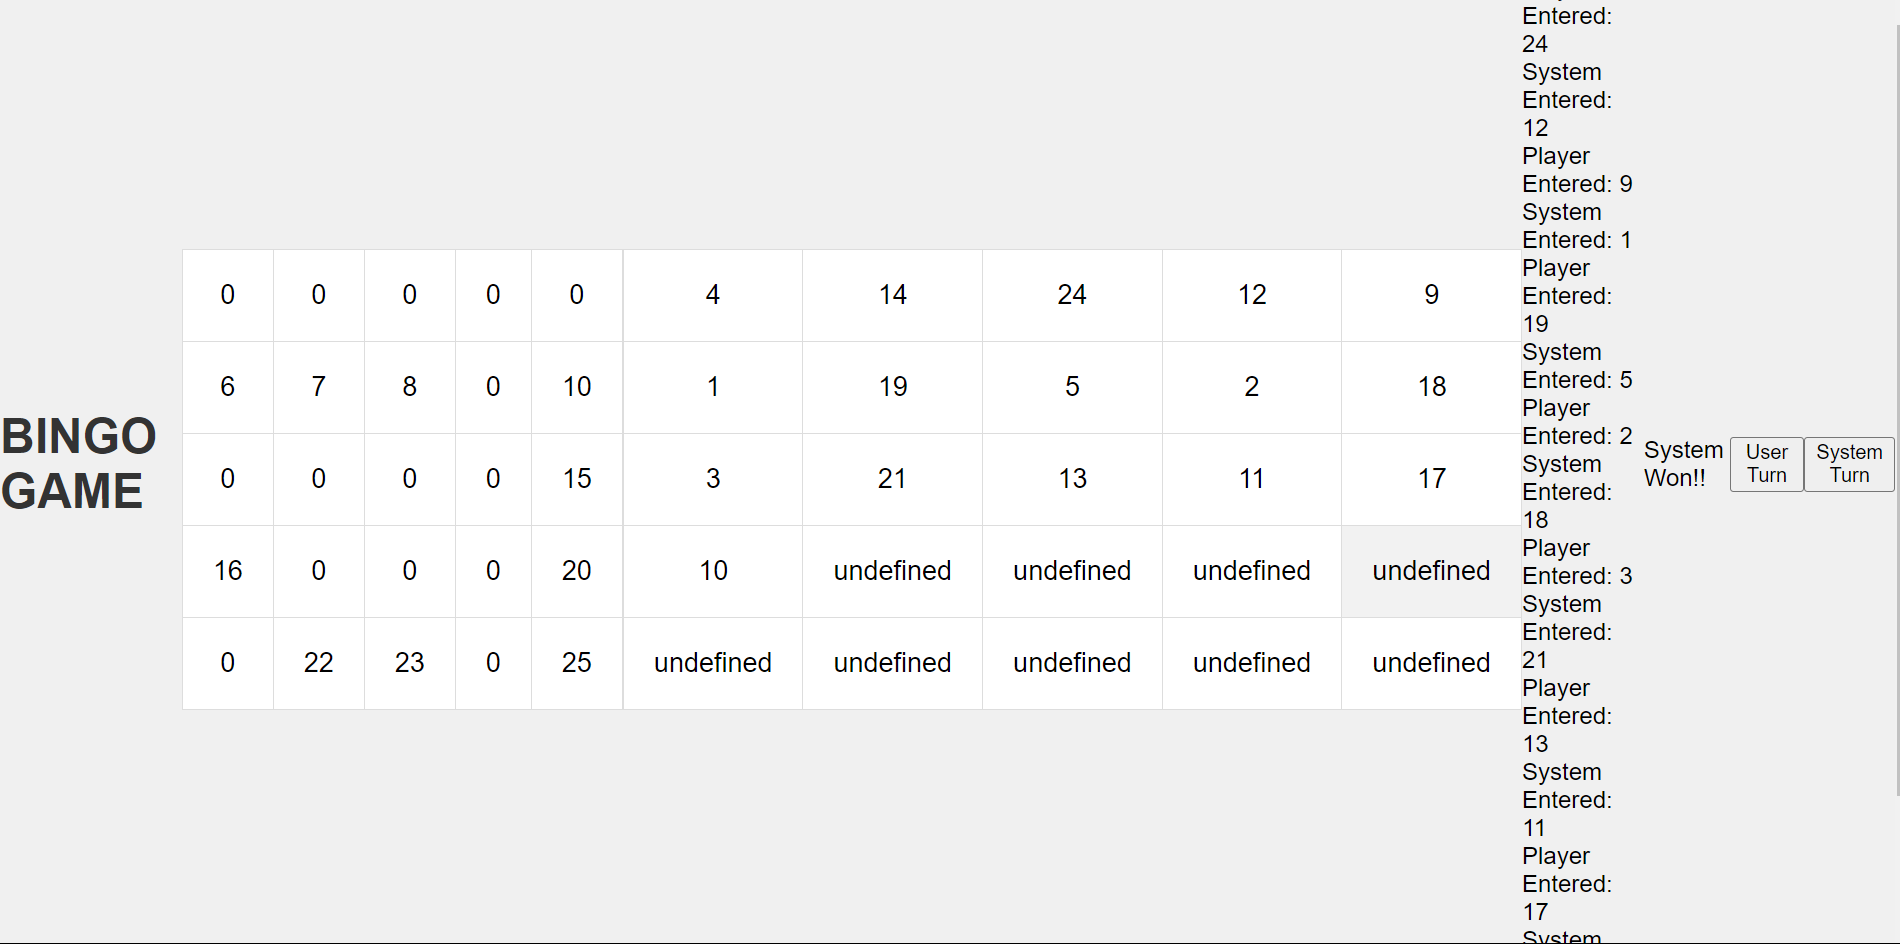 BINGO
GAME
0 0 0 0 0 4 14 24 12 9
6 7 8 0 10 1 19 5 2 18
0 0 0 0 15 3 21 13 11 17
16 0 0 0 20 10 undefined undefined undefined undefined
0 22 23 0 25 undefined undefined undefined undefined undefined
Entered:
24
System
Entered:
12
Player
Entered: 9
System
Entered: 1
Player
Entered:
19
System
Entered: 5
Player
Entered: 2
System
Entered:
18
Player
Entered: 3
System
Entered:
21
Player
Entered:
13
System
Entered:
11
Player
Entered:
17
System
System
Won!!
User
Turn
System
Turn